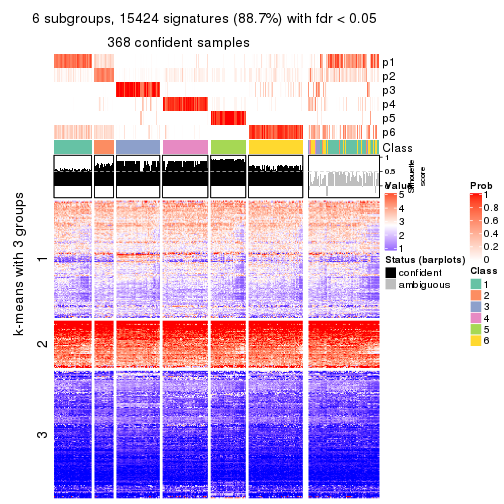 6 subgroups, 15424 signatures (88.7%) with fdr < 0.05
368 confident samples
p1
p2
p3
p4
p5
p6
Class
1
0.5
0
Silhouette
score
k-means with 3 groups
1
2
3
Value
5
4
3
2
1
Status (barplots)
confident
ambiguous
Prob
1
0.8
0.6
0.4
0.2
0
Class
1
2
3
4
5
6